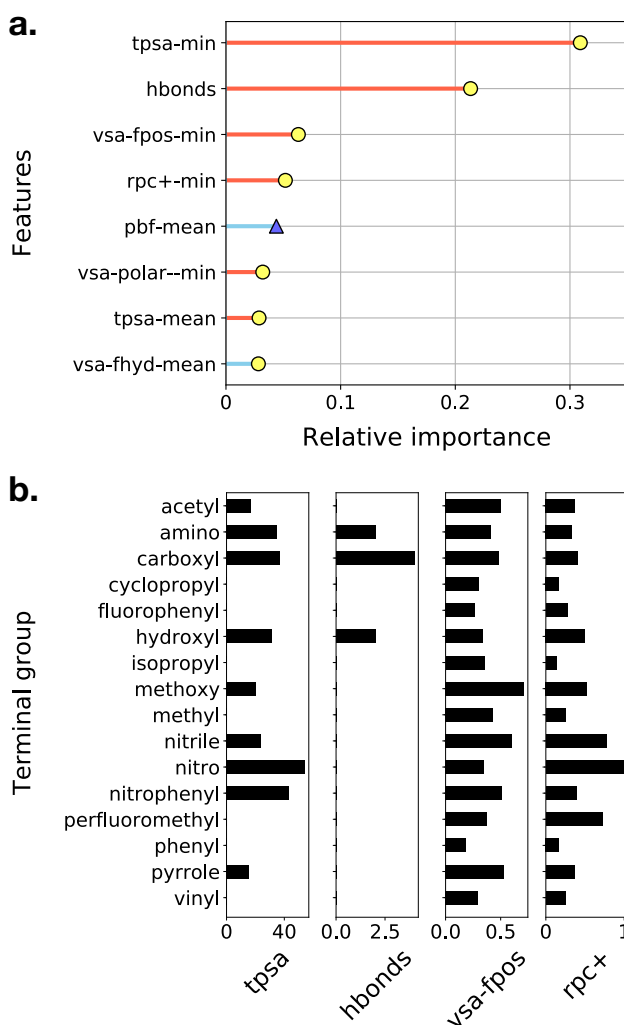 a.
Features
tpsa-min
hbonds
vsa-fpos-min
rpc+-min
pbf-mean
vsa-polar--min
tpsa-mean
vsa-fhyd-mean
0 0.1 0.2 0.3
Relative importance
b.
Terminal group
acetyl
amino
carboxyl
cyclopropyl
fluorophenyl
hydroxyl
isopropyl
methoxy
methyl
nitrile
nitro
nitrophenyl
perfluoromethyl
phenyl
pyrrole
vinyl
0 40 0.0 2.5 0.0 0.5 0 1
tpsa hbonds vsa-fpos rpc+